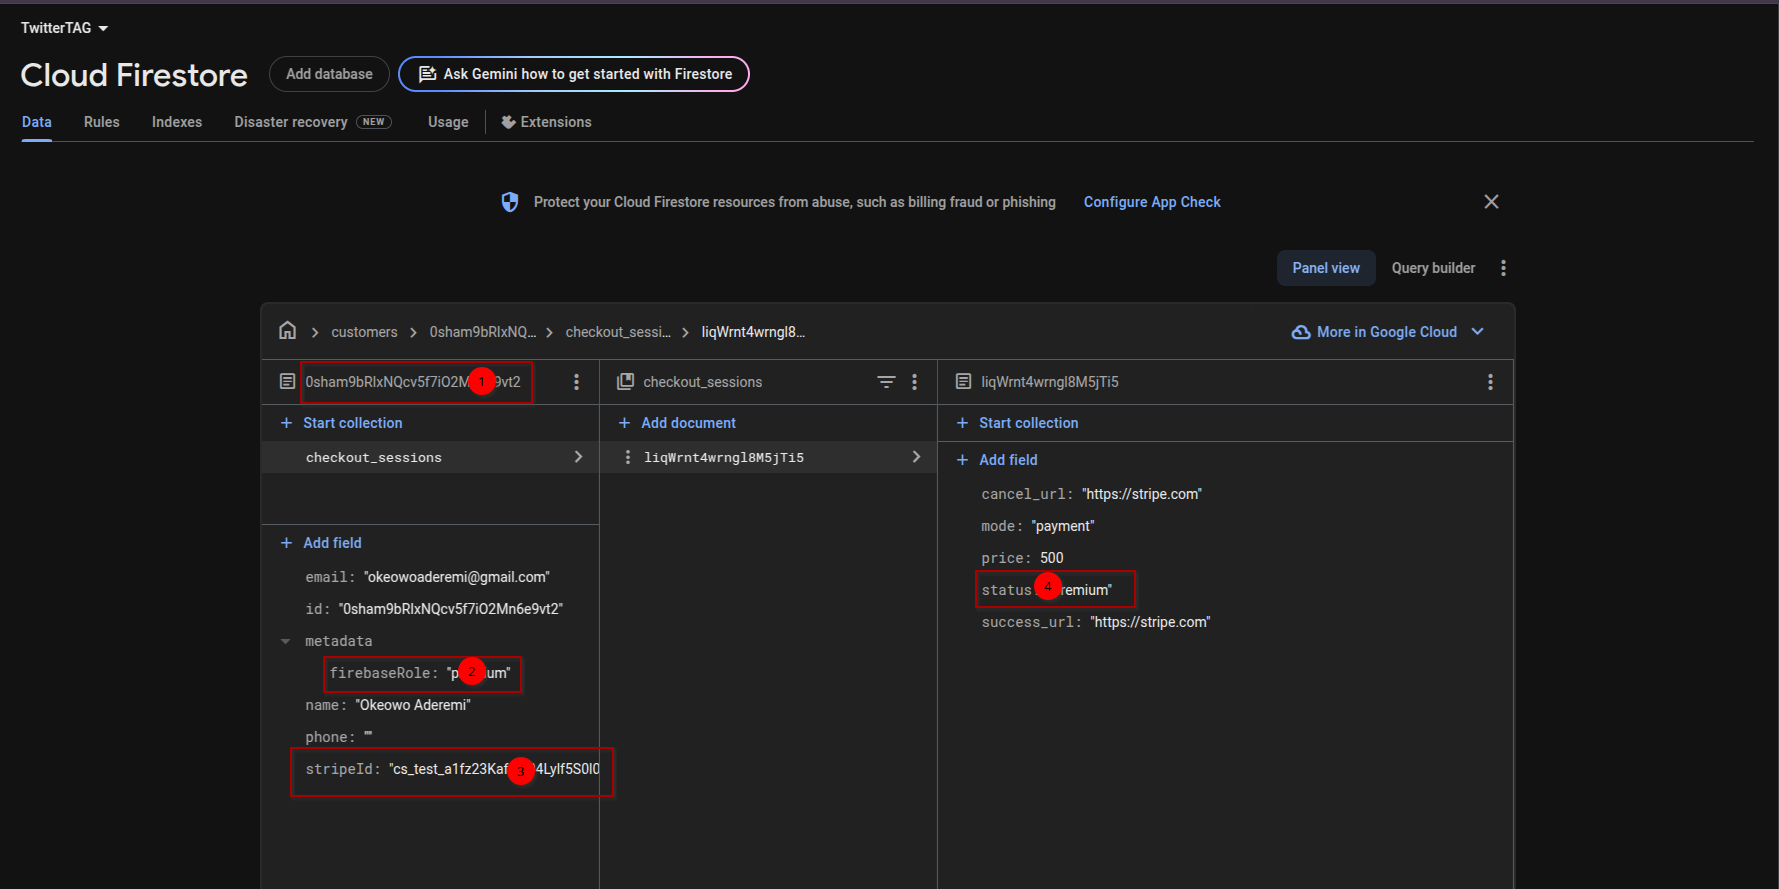 TwitterTAG
Cloud Firestore
Add database
Ask Gemini how to get started with Firestore
Data
Rules
Indexes
Disaster recovery NEW
Usage
Extensions
Protect your Cloud Firestore resources from abuse, such as billing fraud or phishing
Configure App Check
Panel view
Query builder
customers
0sham9bRlxNQ...
checkout_sessi...
liqWrnt4wrngl8...
More in Google Cloud
0sham9bRlxNQcv5f7iO2M 1 9vt2
Start collection
checkout_sessions
Add field
email: "okeowoaderemi@gmail.com"
id: "0sham9bRlxNQcv5f7iO2Mn6e9vt2"
metadata
firebaseRole: "p 2 um"
name: "Okeowo Aderemi"
phone: ""
stripeId: "cs_test_a1fz23Kaf 3 4Lylf5S0l0
checkout_sessions
Add document
liqWrnt4wrngl8M5jTi5
liqWrnt4wrngl8M5jTi5
Start collection
Add field
cancel_url: "https://stripe.com"
mode: "payment"
price: 500
status 4 remium"
success_url: "https://stripe.com"